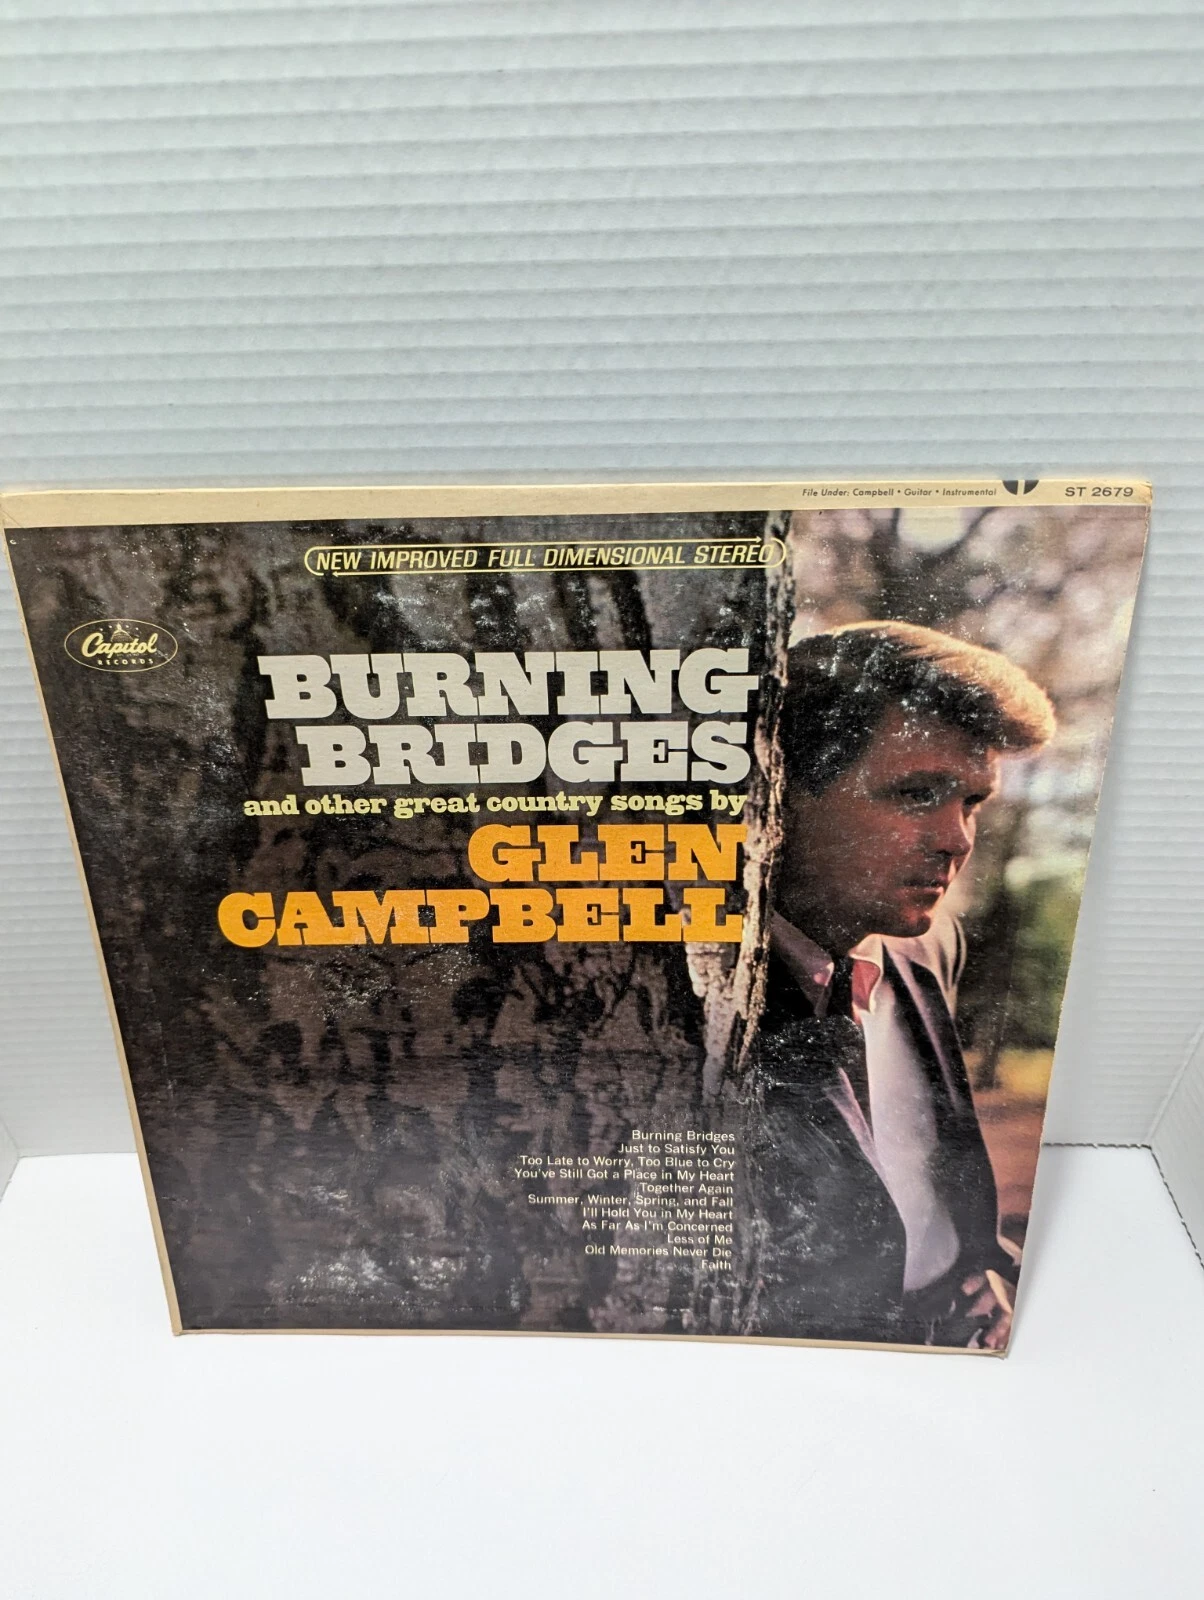 File Under: Campbell • Guitar • Instrumental
ST 2679
NEW IMPROVED FULL DIMENSIONAL STEREO
Capitol
RECORDS
BURNING
BRIDGES
and other great country songs by
GLEN
CAMPBELL
Burning Bridges
Just to Satisfy You
Too Late to Worry, Too Blue to Cry
You've Still Got a Place in My Heart
Together Again
Summer, Winter, Spring, and Fall
I'll Hold You in My Heart
As Far As I'm Concerned
Less of Me
Old Memories Never Die
Faith